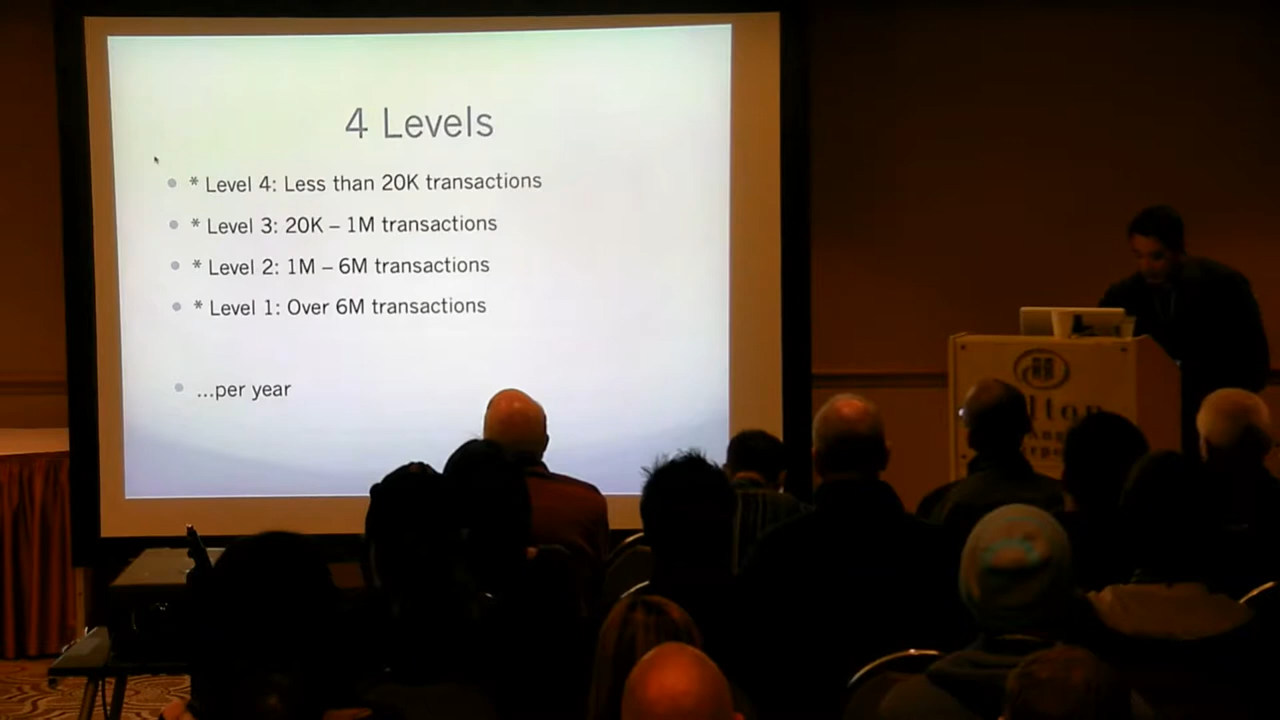 4 Levels
* Level 4: Less than 20K transactions
* Level 3: 20K – 1M transactions
* Level 2: 1M – 6M transactions
* Level 1: Over 6M transactions
...per year
lton